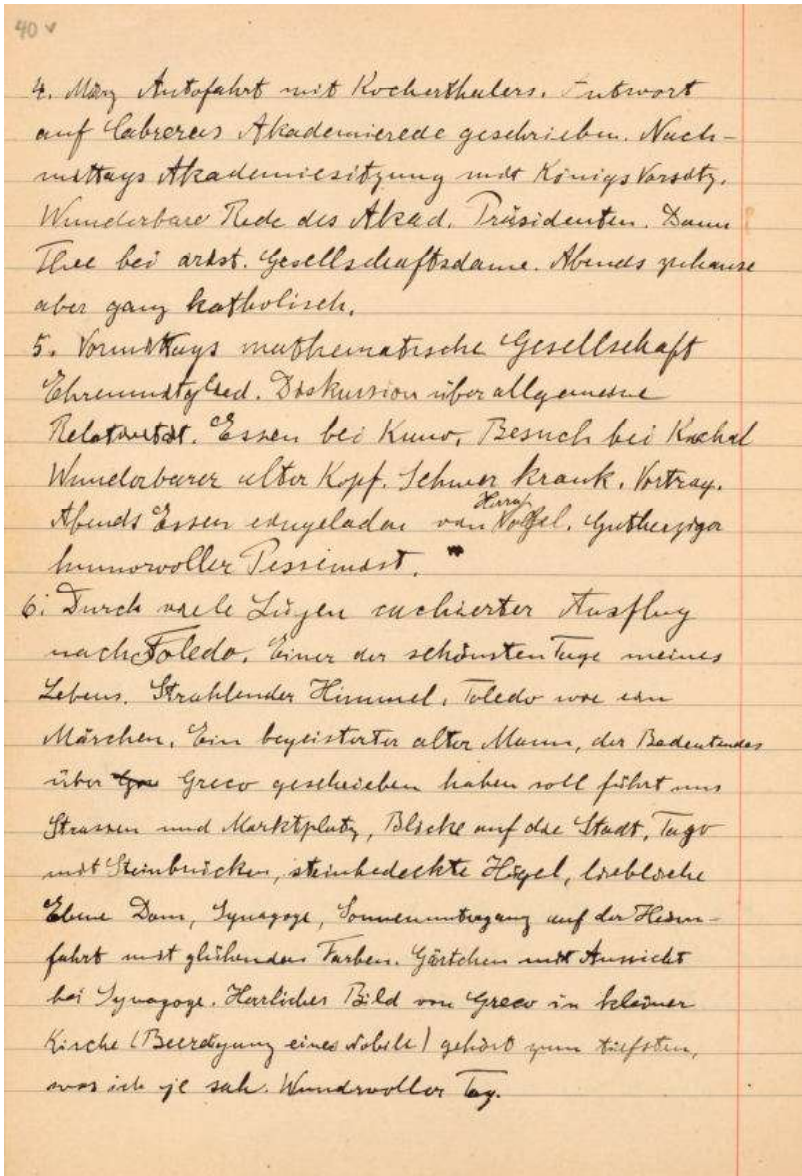 40 v
4. März Autofahrt mit Kocherthalers. Antwort
auf Cabreras Akademierede geschrieben. Nach-
mittags Akademiesitzung mit Königs Vorsitz.
Wunderbare Rede des Akad. Präsidenten. Dann
Thee bei arist. Gesellschaftsdame. Abends zuhause
aber ganz katholisch.
5. Vormittags mathematische Gesellschaft
Ehrenmitglied. Diskussion über allgemeine
Relativität. Essen bei Kuno. Besuch bei Kachal
Wunderbarer alter Kopf. Schwer krank. Vortrag.
Abends Essen eingeladen von Herrn Vogel. Gutherziger
humorvoller Pessimist.
6. Durch viele Lügen cachierter Ausflug
nach Toledo. Einer der schönsten Tage meines
Lebens. Strahlender Himmel. Toledo wie ein
Märchen. Ein begeisterter alter Mann, der Bedeutendes
über Greco geschrieben haben soll führt uns
Strassen und Marktplatz, Blicke auf die Stadt, Tago
mit Steinbrücken, steinbedeckte Hügel, liebliche
Ebene Dom, Synagoge, Sonnenuntergang auf der Heim-
fahrt mit glühenden Farben. Gärtchen mit Aussicht
bei Synagoge. Herrliches Bild von Greco in kleiner
Kirche (Beerdigung eines Nobile) gehört zum tiefsten,
was ich je sah. Wundervoller Tag.